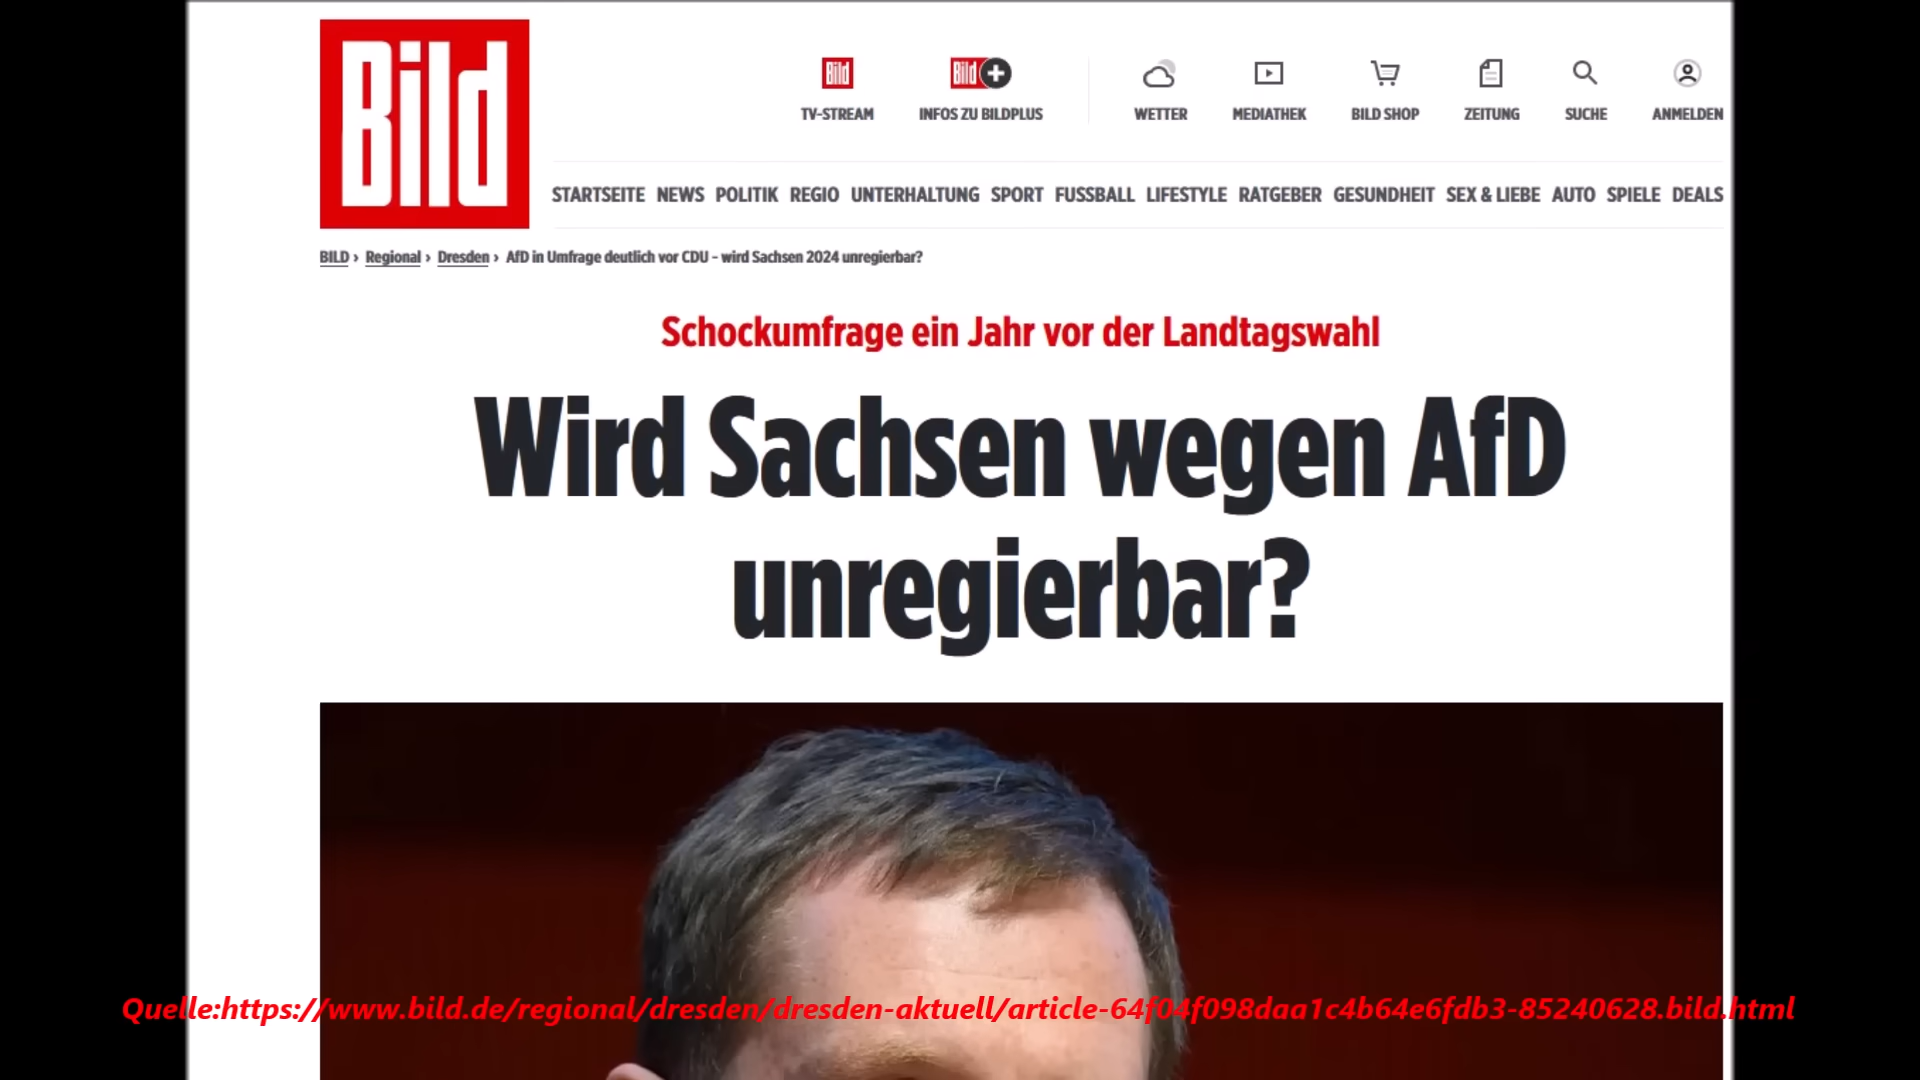 Bild
Bild
Bild
TV-STREAM INFOS ZU BILDPLUS WETTER MEDIATHEK BILD SHOP ZEITUNG SUCHE ANMELDEN
STARTSEITE NEWS POLITIK REGIO UNTERHALTUNG SPORT FUSSBALL LIFESTYLE RATGEBER GESUNDHEIT SEX & LIEBE AUTO SPIELE DEALS
BILD › Regional › Dresden › AfD in Umfrage deutlich vor CDU – wird Sachsen 2024 unregierbar?
Schockumfrage ein Jahr vor der Landtagswahl
Wird Sachsen wegen AfD
unregierbar?
Quelle:https://www.bild.de/regional/dresden/dresden-aktuell/article-64f04f098daa1c4b64e6fdb3-85240628.bild.html